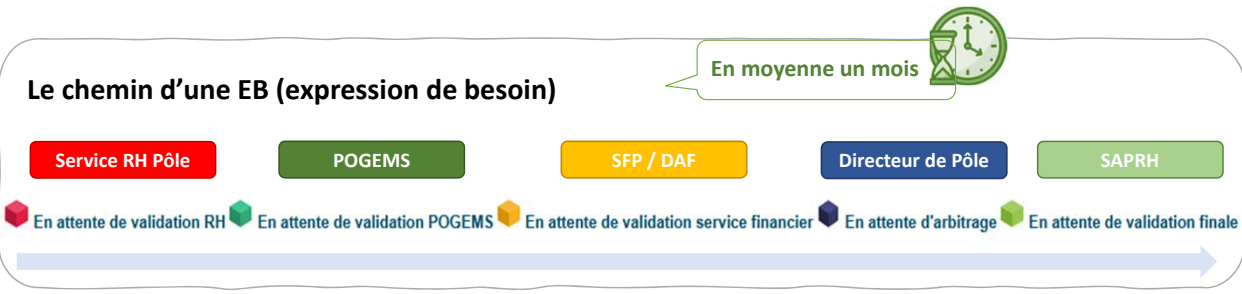 En moyenne un mois
Le chemin d'une EB (expression de besoin)
Service RH Pôle
POGEMS
SFP / DAF
Directeur de Pôle
SAPRH
En attente de validation RH
En attente de validation POGEMS
En attente de validation service financier
En attente d'arbitrage
En attente de validation finale